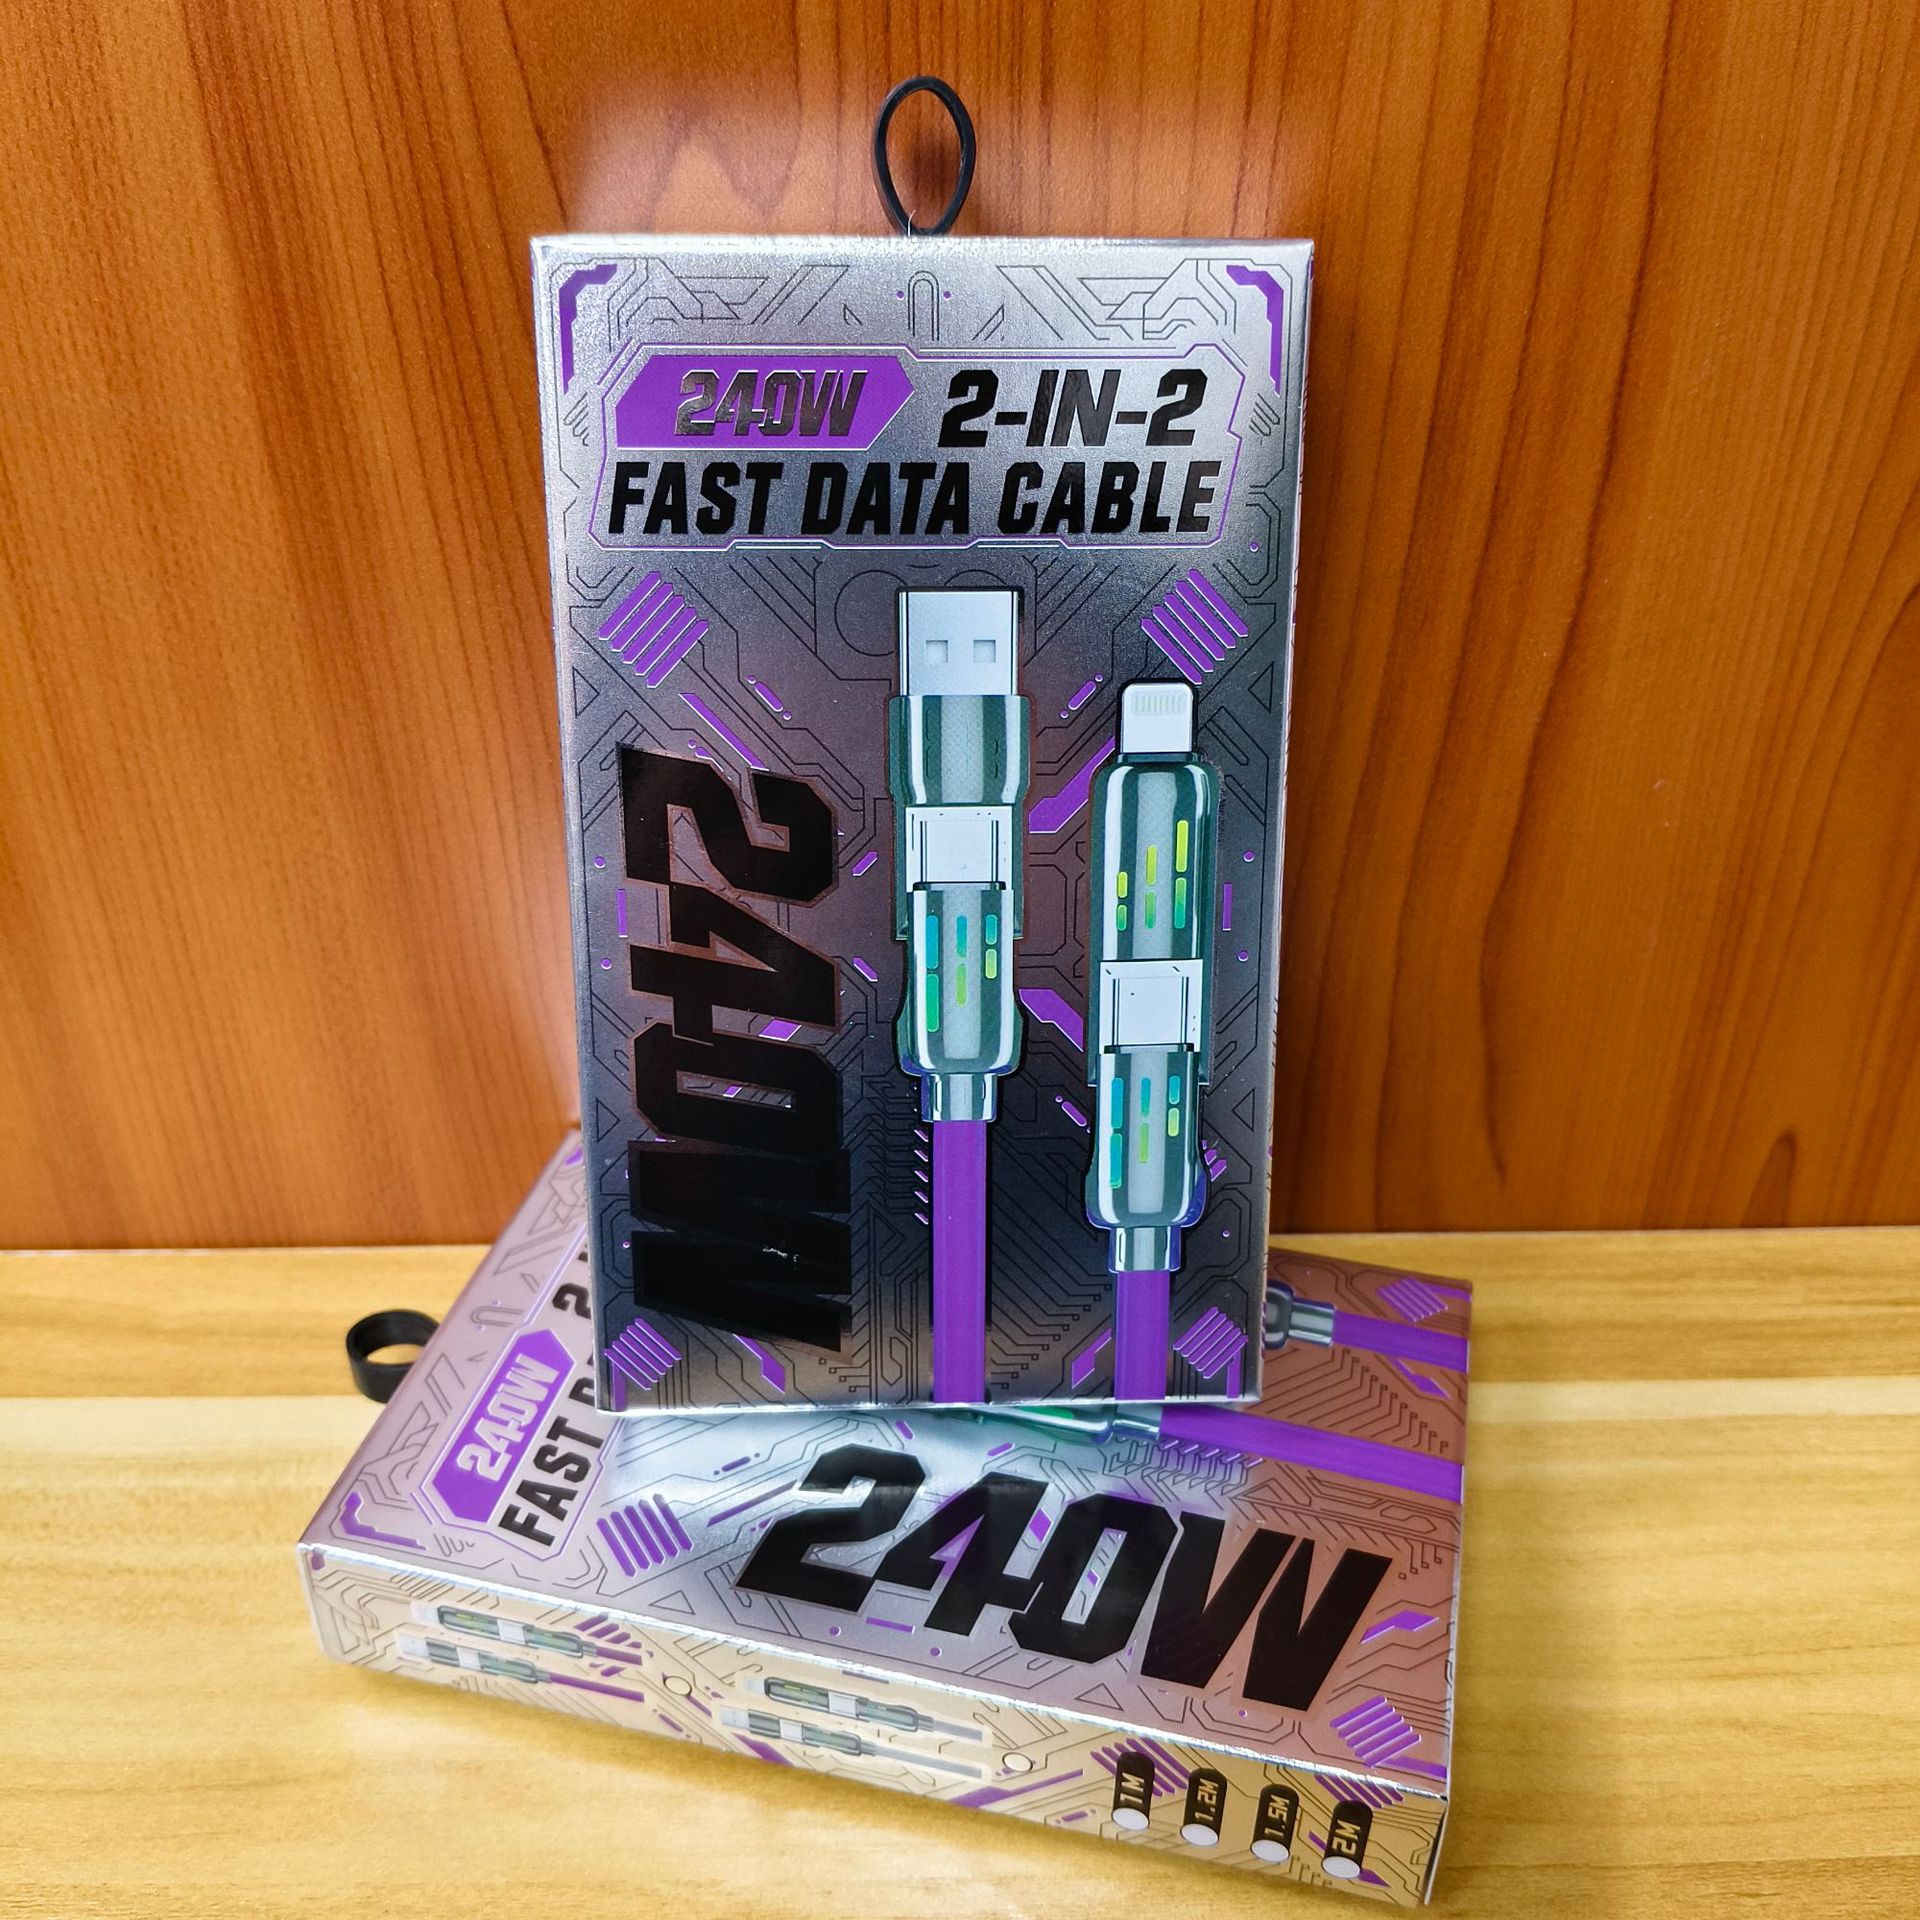 240W 2-IN-2
FAST DATA CABLE
240W
240W
FAST
240W
1M
1.2M
1.5M
2M